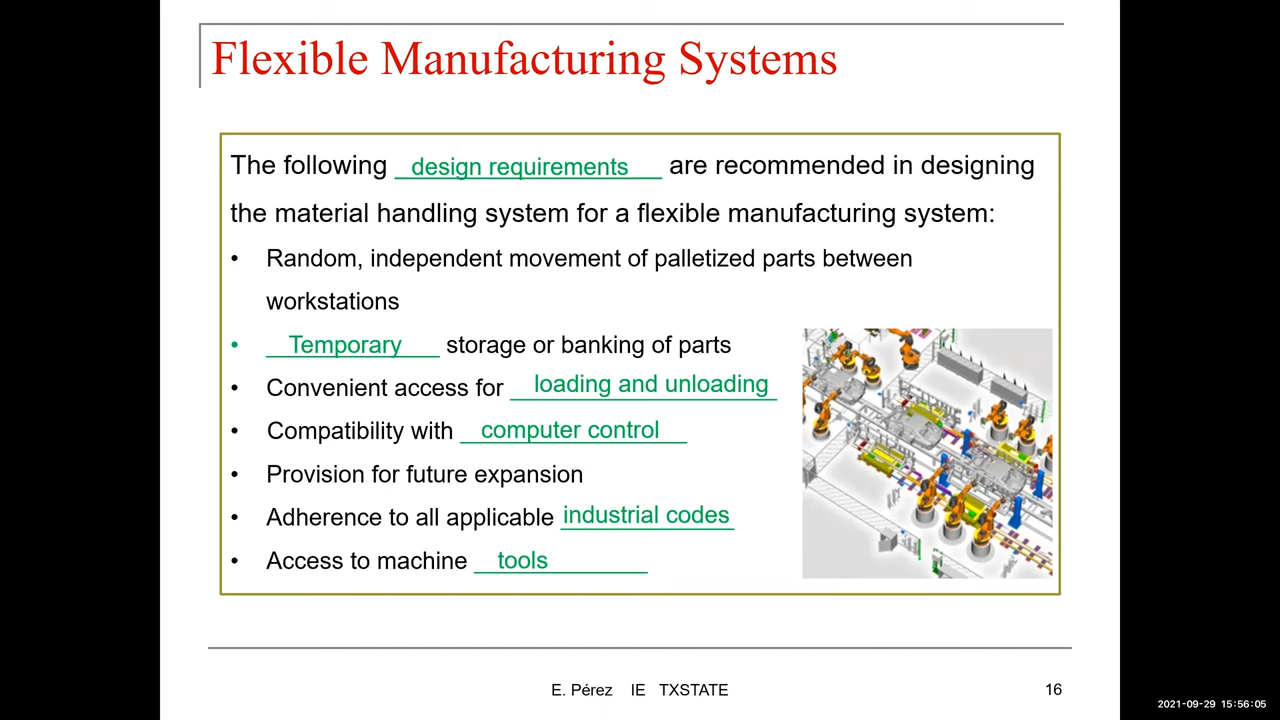 Flexible Manufacturing Systems
The following design requirements are recommended in designing
the material handling system for a flexible manufacturing system:
• Random, independent movement of palletized parts between
workstations
• Temporary storage or banking of parts
• Convenient access for loading and unloading
• Compatibility with computer control
• Provision for future expansion
• Adherence to all applicable industrial codes
• Access to machine tools
E. Pérez IE TXSTATE
16
2021-09-29 15:56:05